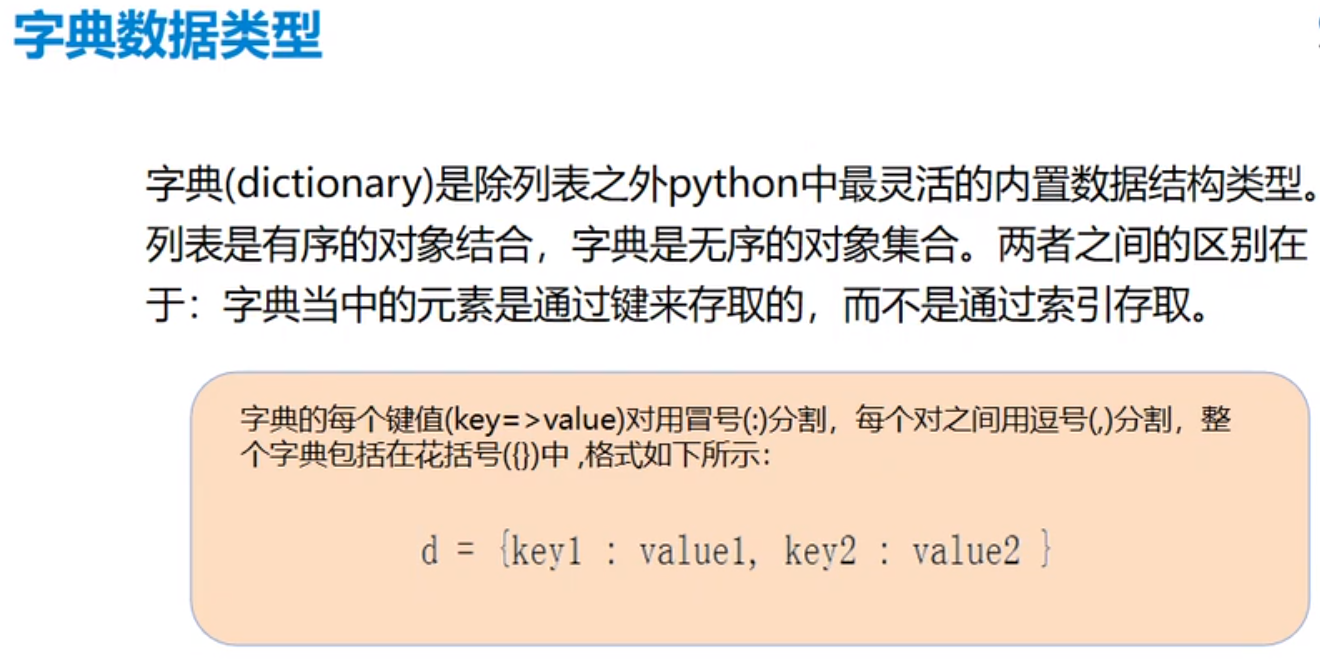 字典数据类型
字典(dictionary)是除列表之外python中最灵活的内置数据结构类型。
列表是有序的对象结合，字典是无序的对象集合。两者之间的区别在
于：字典当中的元素是通过键来存取的，而不是通过索引存取。
字典的每个键值(key=>value)对用冒号(:)分割，每个对之间用逗号(,)分割，整
个字典包括在花括号({})中 ,格式如下所示：
d = {key1 : value1, key2 : value2 }